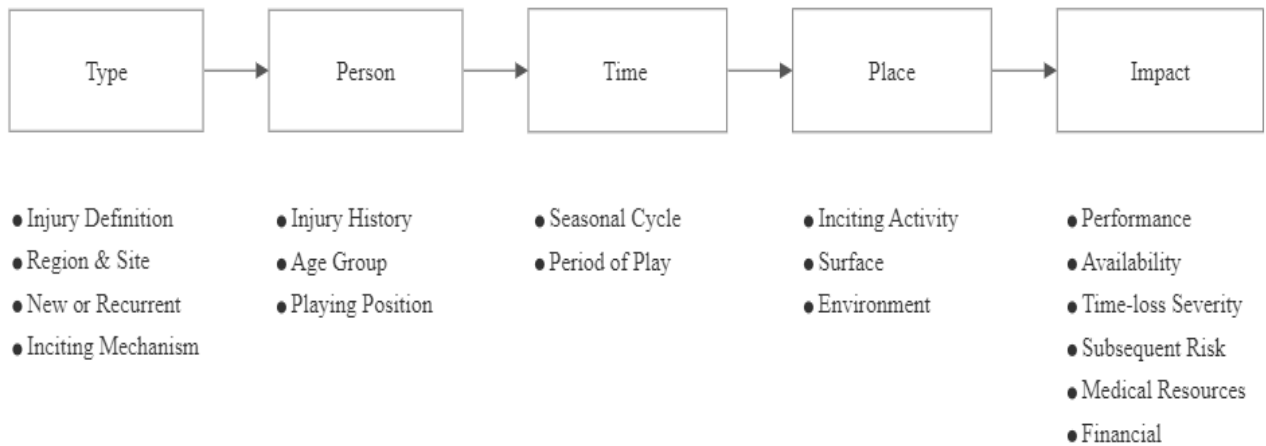 Type
Person
Time
Place
Impact
● Injury Definition
● Region & Site
● New or Recurrent
● Inciting Mechanism
● Injury History
● Age Group
● Playing Position
● Seasonal Cycle
● Period of Play
● Inciting Activity
● Surface
● Environment
● Performance
● Availability
● Time-loss Severity
● Subsequent Risk
● Medical Resources
● Financial